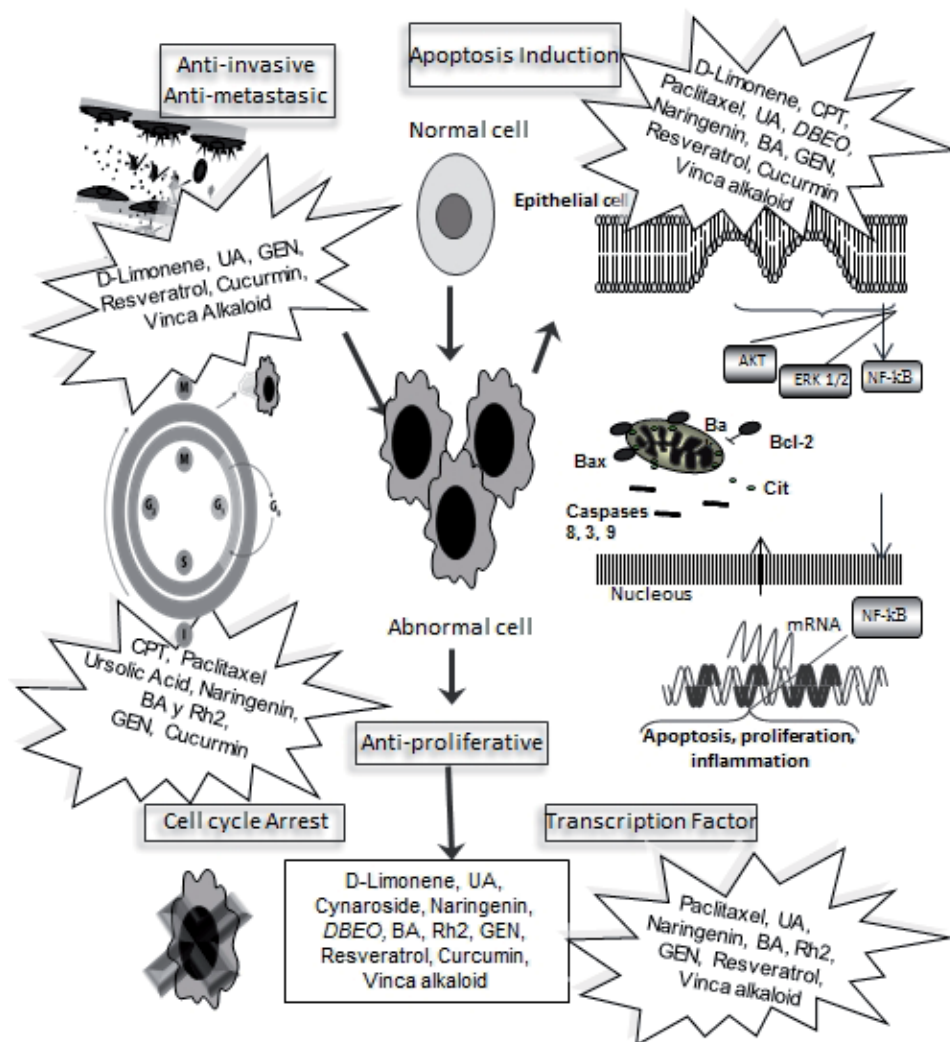 Anti-invasive
Anti-metastasic
Apoptosis Induction
D-Limonene, CPT,
Paclitaxel, UA, DBEO,
Naringenin, BA, GEN,
Resveratrol, Cucurmin
Vinca alkaloid
Normal cell
Epithelial cell
D-Limonene, UA, GEN,
Resveratrol, Cucurmin,
Vinca Alkaloid
AKT
ERK 1/2
NF-kB
M
M
G₂
G₁
G₀
S
I
Ba
Bcl-2
Bax
Cit
Caspases
8, 3, 9
Nucleous
Abnormal cell
mRNA
NF-kB
CPT, Paclitaxel
Ursolic Acid, Naringenin,
BA y Rh2,
GEN, Cucurmin
Apoptosis, proliferation,
inflammation
Anti-proliferative
Cell cycle Arrest
Transcription Factor
D-Limonene, UA,
Cynaroside, Naringenin,
DBEO, BA, Rh2, GEN,
Resveratrol, Curcumin,
Vinca alkaloid
Paclitaxel, UA,
Naringenin, BA, Rh2,
GEN, Resveratrol,
Vinca alkaloid